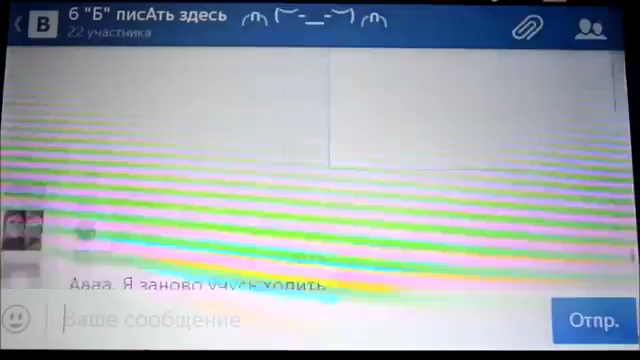 В
6 "Б" писАть здесь ╭∩╮(︶︿︶)╭∩╮
22 участника
Аааа. Я заново учусь ходить
Ваше сообщение
Отпр.